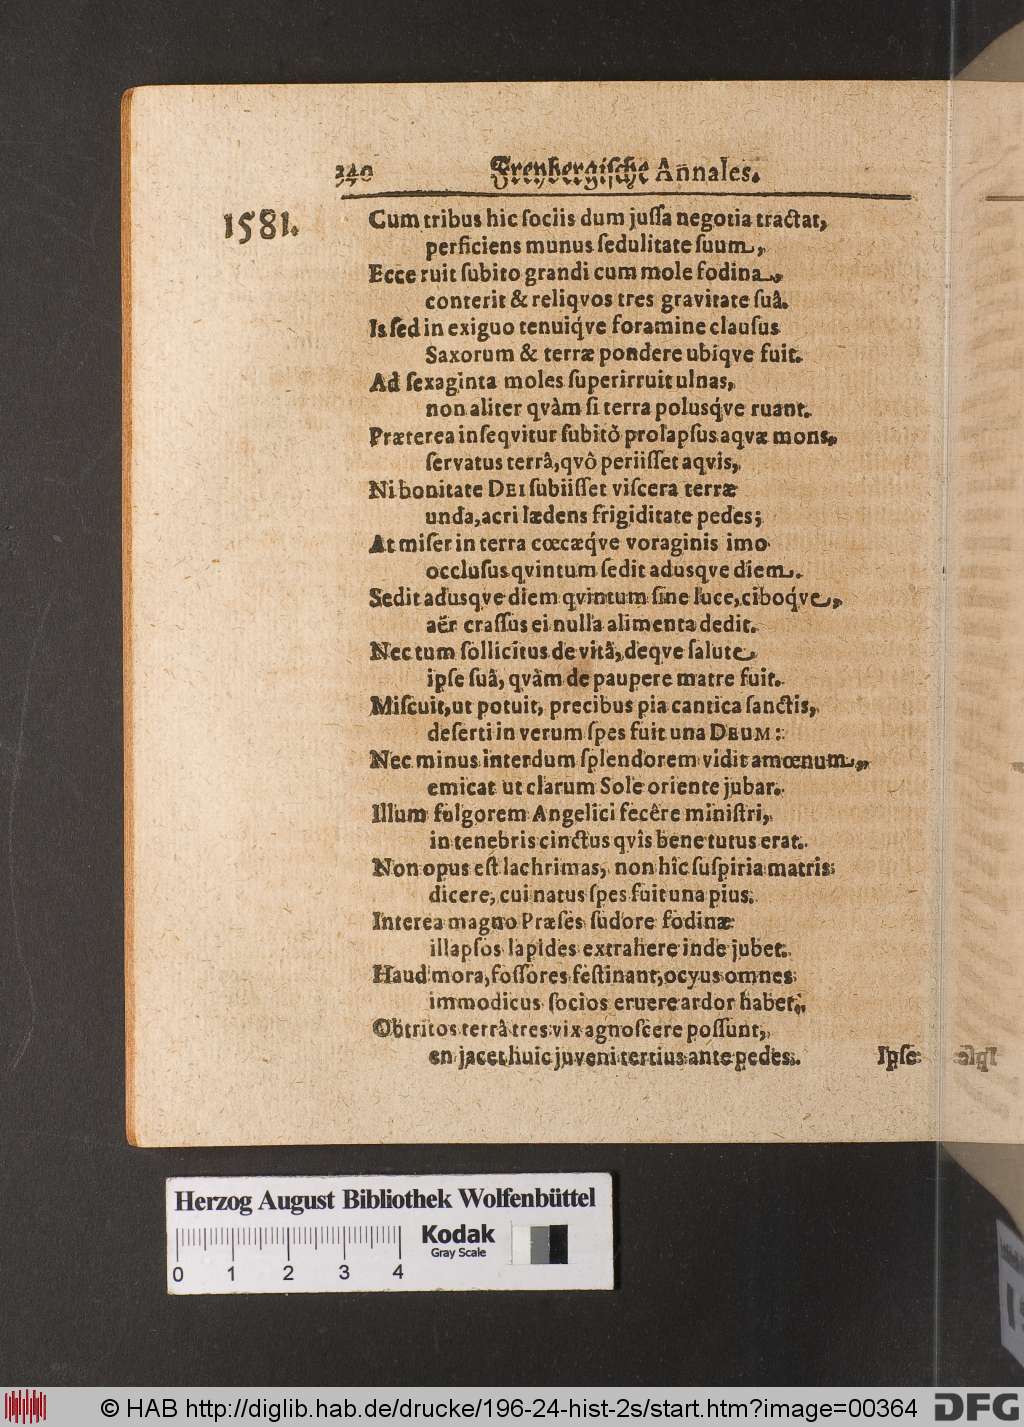 340 Freybergische Annales.
1581. Cum tribus hic ſociis dum juſſa negotia tractat,
perficiens munus ſedulitate ſuum,
Ecce ruit ſubito grandi cum mole fodina,
conterit & reliqvos tres gravitate ſuâ.
Is ſed in exiguo tenuiq́ve foramine clauſus
Saxorum & terræ pondere ubiqve fuit.
Ad ſexaginta moles ſuperirruit ulnas,
non aliter qvàm ſi terra polusq́ve ruant.
Præterea inſeqvitur ſubitò prolapſus aqvæ mons,
ſervatus terrâ, qvô periiſſet aqvis,
Ni bonitate DEI ſubiiſſet viſcera terræ
unda, acri lædens frigiditate pedes;
At miſer in terra cœcæq́ve voraginis imo
occluſus qvintum ſedit adusqve diem.
Sedit adusqve diem qvintum ſine luce, ciboq́ve,
aër craſſus ei nulla alimenta dedit.
Nec tum ſollicitus de vitâ, deqve ſalute
ipſe ſuâ, qvàm de paupere matre fuit.
Miſcuit, ut potuit, precibus pia cantica ſanctis,
deſerti in verum ſpes fuit una DEUM:
Nec minus interdum ſplendorem vidit amœnum,
emicat ut clarum Sole oriente jubar.
Illum fulgorem Angelici fecêre miniſtri,
in tenebris cinctus qvîs bene tutus erat.
Non opus eſt lachrimas, non hîc ſuſpiria matris
dicere, cui natus ſpes fuit una pius.
Interea magno Præſes ſudore fodinæ
illapſos lapides extrahere inde jubet.
Haud mora, foſſores feſtinant, ocyus omnes
immodicus ſocios eruere ardor habet;
Obtritos terrâ tres vix agnoſcere poſſunt,
en jacet huic juveni tertius ante pedes.
Ipſe
Herzog August Bibliothek Wolfenbüttel
Kodak
Gray Scale
0 1 2 3 4
© HAB http://diglib.hab.de/drucke/196-24-hist-2s/start.htm?image=00364 DFG